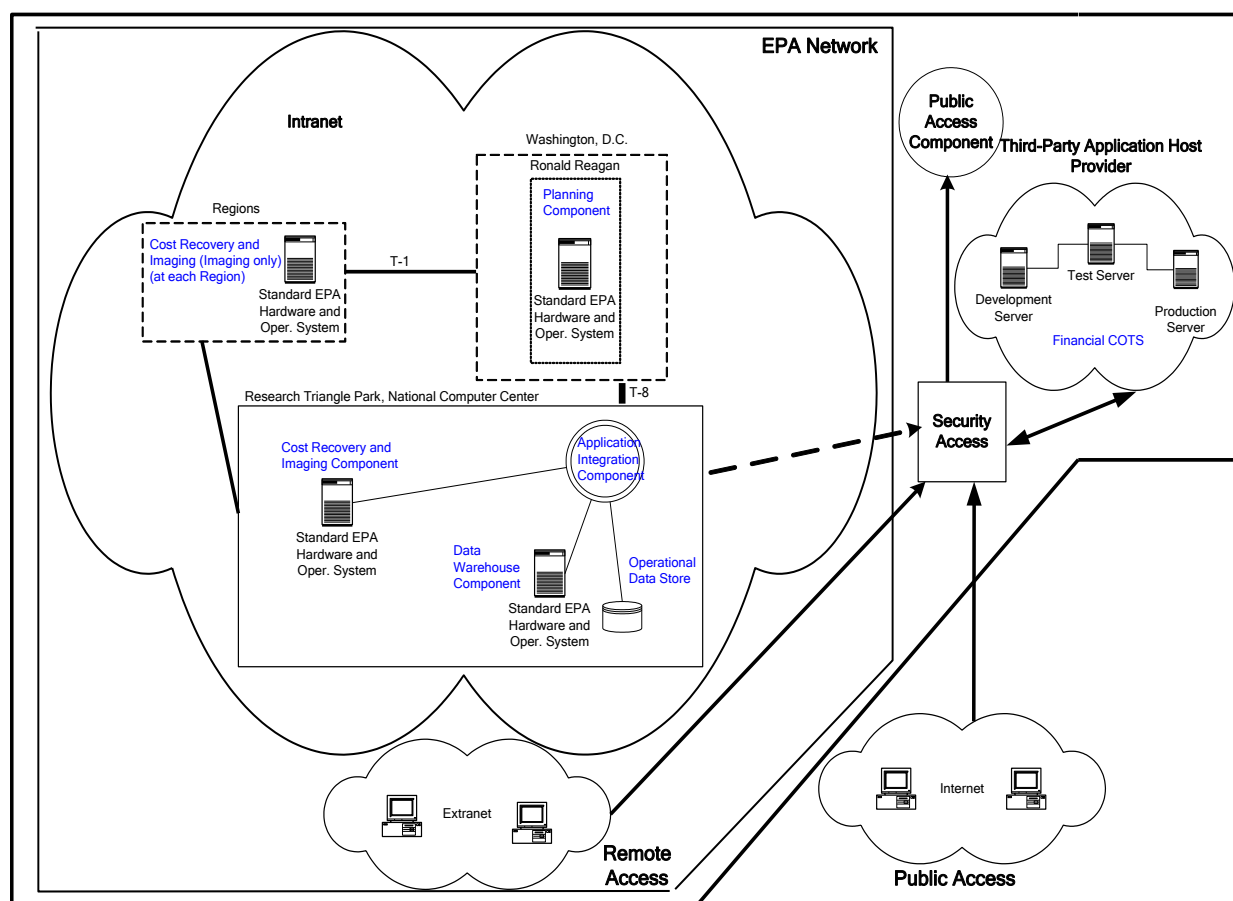 EPA Network
Intranet
Washington, D.C.
Ronald Reagan
Planning
Component
Standard EPA
Hardware and
Oper. System
Regions
Cost Recovery and
Imaging (Imaging only)
(at each Region)
Standard EPA
Hardware and
Oper. System
T-1
T-8
Research Triangle Park, National Computer Center
Cost Recovery and
Imaging Component
Standard EPA
Hardware and
Oper. System
Application
Integration
Component
Data
Warehouse
Component
Standard EPA
Hardware and
Oper. System
Operational
Data Store
Public
Access
Component
Third-Party Application Host
Provider
Test Server
Development
Server
Production
Server
Financial COTS
Security
Access
Extranet
Remote
Access
Internet
Public Access